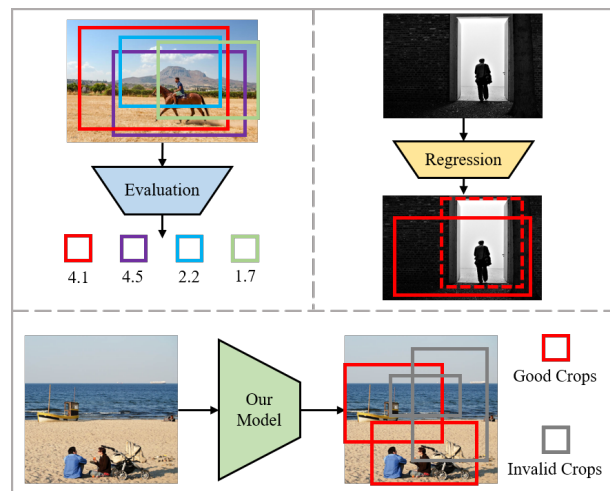 Evaluation
4.1 4.5 2.2 1.7
Regression
Our
Model
Good Crops
Invalid Crops